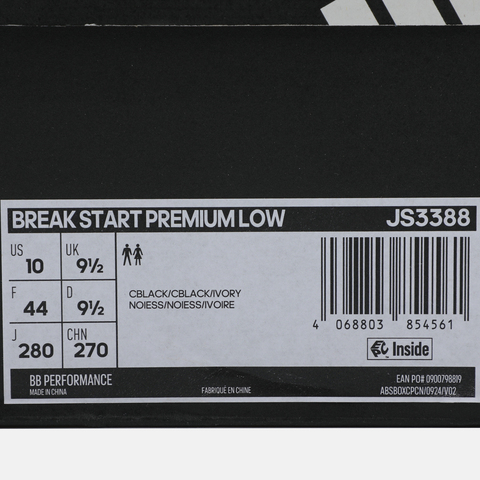 BREAK START PREMIUM LOW JS3388
US 10 UK 9½
F 44 D 9½
J 280 CHN 270
CBLACK/CBLACK/IVORY
NOIESS/NOIESS/IVOIRE
4 068803 854561
Inside
BB PERFORMANCE EAN PO# 0900798819
MADE IN CHINA FABRIQUÉ EN CHINE ABSBOXCPCN/0924/V02